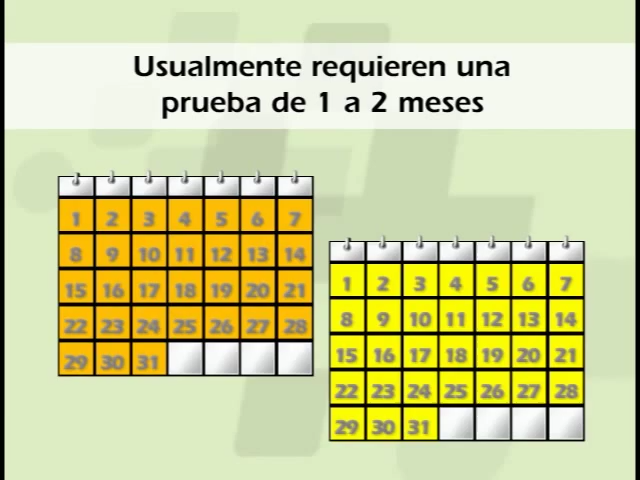 Usualmente requieren una
prueba de 1 a 2 meses
1 2 3 4 5 6 7
8 9 10 11 12 13 14
15 16 17 18 19 20 21
22 23 24 25 26 27 28
29 30 31
1 2 3 4 5 6 7
8 9 10 11 12 13 14
15 16 17 18 19 20 21
22 23 24 25 26 27 28
29 30 31